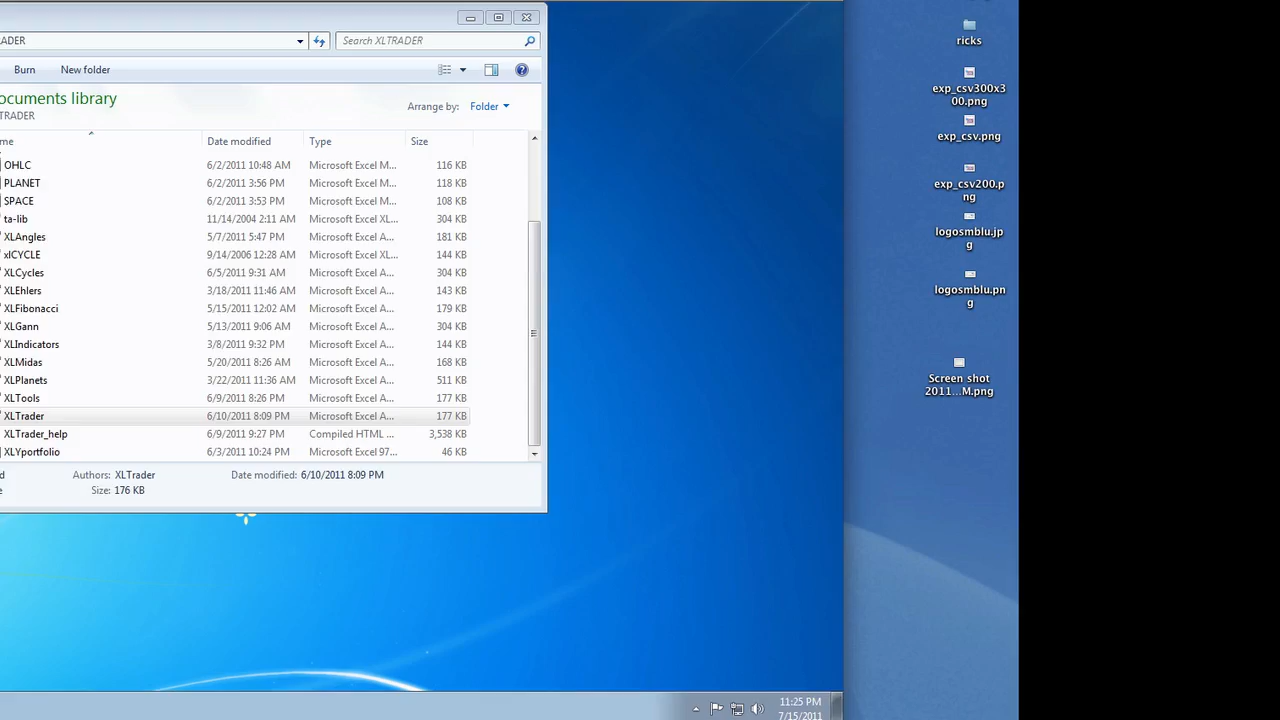 ADER
Search XLTRADER
Burn New folder
ocuments library
TRADER
Arrange by: Folder
me Date modified Type Size
OHLC 6/2/2011 10:48 AM Microsoft Excel M... 116 KB
PLANET 6/2/2011 3:56 PM Microsoft Excel M... 118 KB
SPACE 6/2/2011 3:53 PM Microsoft Excel M... 108 KB
ta-lib 11/14/2004 2:11 AM Microsoft Excel XL... 304 KB
XLAngles 5/7/2011 5:47 PM Microsoft Excel A... 181 KB
xlCYCLE 9/14/2006 12:28 AM Microsoft Excel XL... 144 KB
XLCycles 6/5/2011 9:31 AM Microsoft Excel A... 304 KB
XLEhlers 3/18/2011 11:46 AM Microsoft Excel A... 143 KB
XLFibonacci 5/15/2011 12:02 AM Microsoft Excel A... 179 KB
XLGann 5/13/2011 9:06 AM Microsoft Excel A... 304 KB
XLIndicators 3/8/2011 9:32 PM Microsoft Excel A... 144 KB
XLMidas 5/20/2011 8:26 AM Microsoft Excel A... 168 KB
XLPlanets 3/22/2011 11:36 AM Microsoft Excel A... 511 KB
XLTools 6/9/2011 8:26 PM Microsoft Excel A... 177 KB
XLTrader 6/10/2011 8:09 PM Microsoft Excel A... 177 KB
XLTrader_help 6/9/2011 9:27 PM Compiled HTML ... 3,538 KB
XLYportfolio 6/3/2011 10:24 PM Microsoft Excel 97... 46 KB
d Authors: XLTrader Date modified: 6/10/2011 8:09 PM
e Size: 176 KB
ricks
exp_csv300x3
00.png
exp_csv.png
exp_csv200.p
ng
logosmblu.jp
g
logosmblu.pn
g
Screen shot
2011...M.png
11:25 PM
7/15/2011